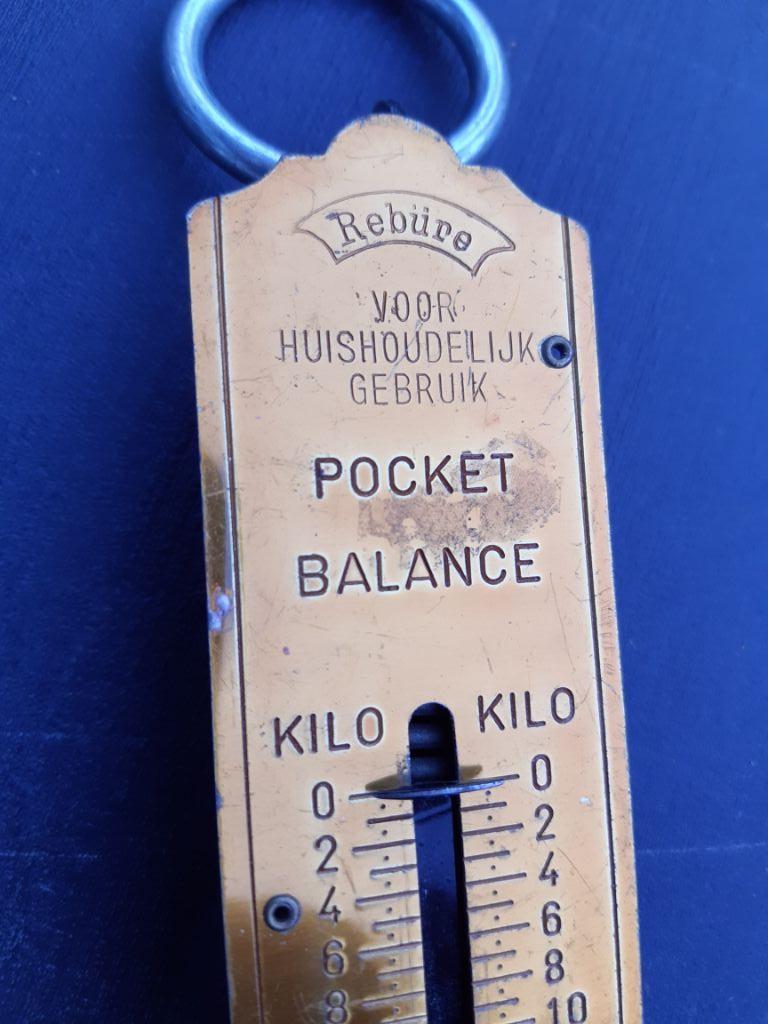 Rebüre
VOOR
HUISHOUDELIJK
GEBRUIK
POCKET
BALANCE
KILO KILO
0 0
2 2
4 4
6 6
8 8
10